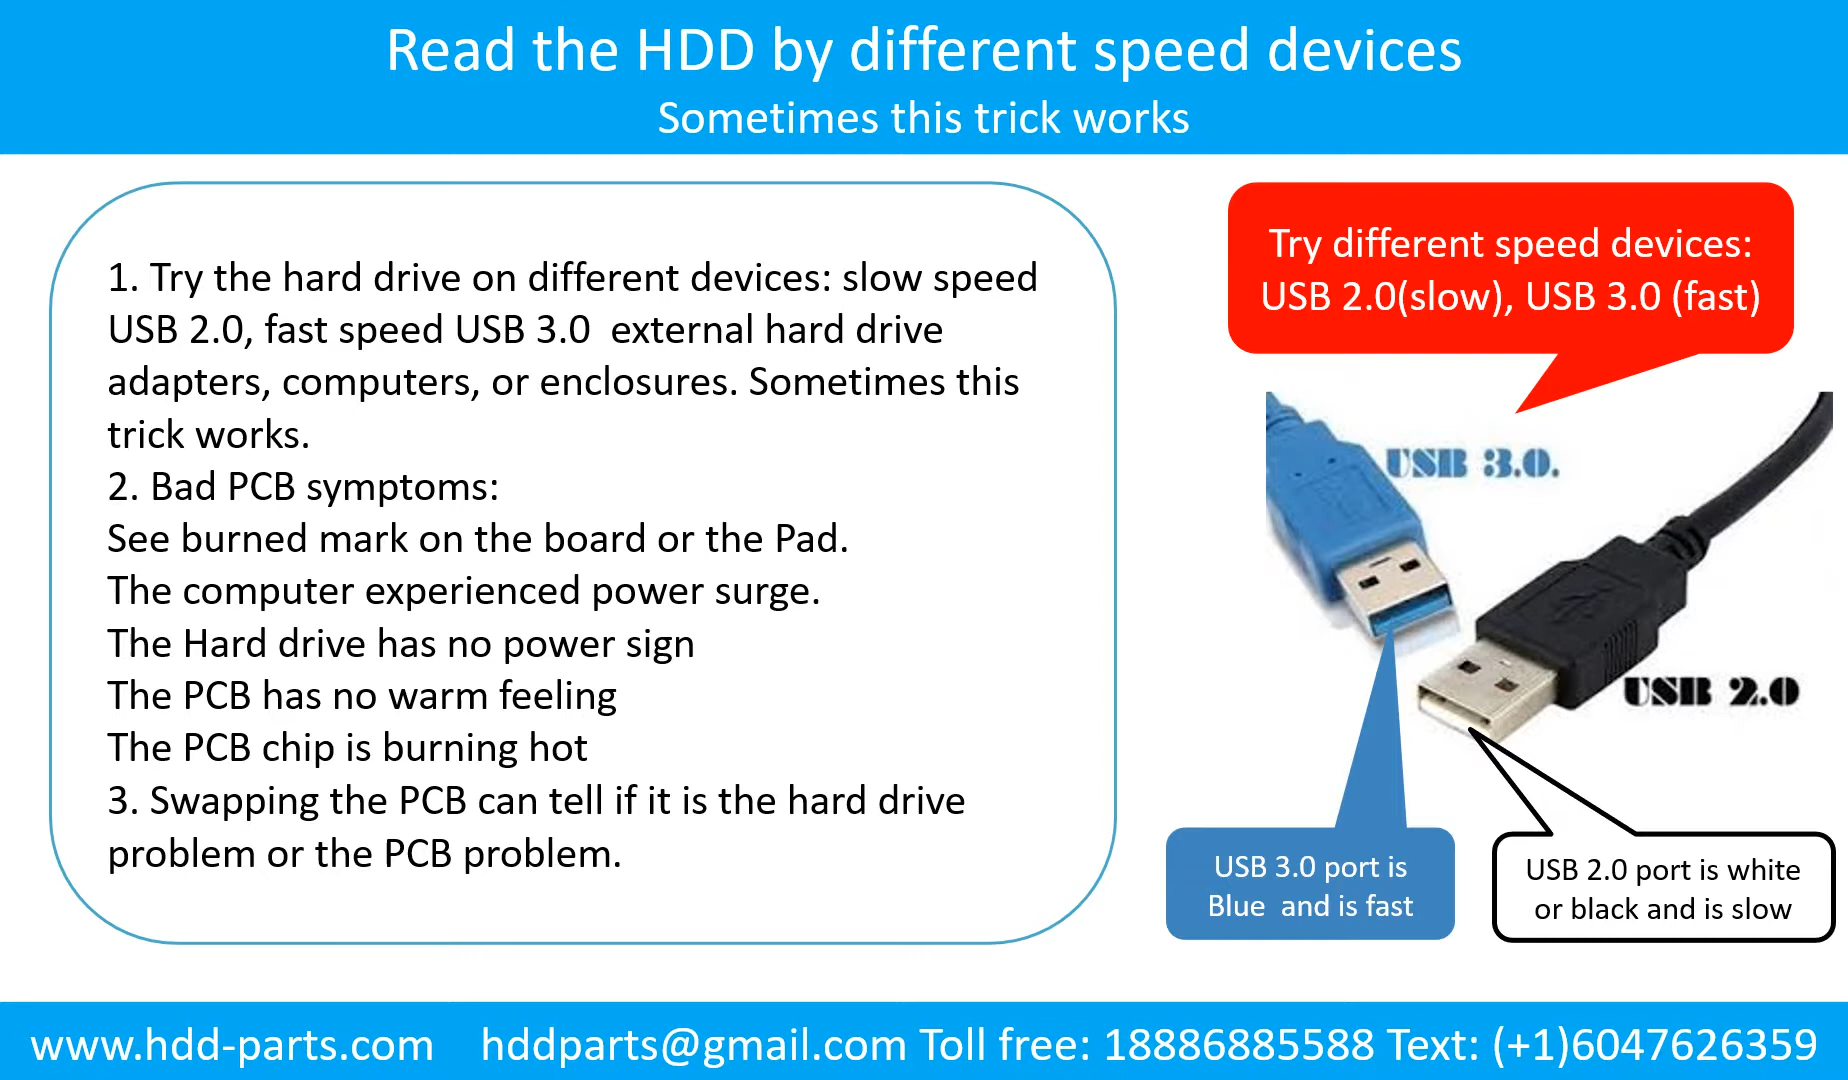 Read the HDD by different speed devices
Sometimes this trick works
1. Try the hard drive on different devices: slow speed
USB 2.0, fast speed USB 3.0  external hard drive
adapters, computers, or enclosures. Sometimes this
trick works.
2. Bad PCB symptoms:
See burned mark on the board or the Pad.
The computer experienced power surge.
The Hard drive has no power sign
The PCB has no warm feeling
The PCB chip is burning hot
3. Swapping the PCB can tell if it is the hard drive
problem or the PCB problem.
Try different speed devices:
USB 2.0(slow), USB 3.0 (fast)
USB 3.0.
USB 2.0
USB 3.0 port is
Blue  and is fast
USB 2.0 port is white
or black and is slow
www.hdd-parts.com    hddparts@gmail.com Toll free: 18886885588 Text: (+1)6047626359